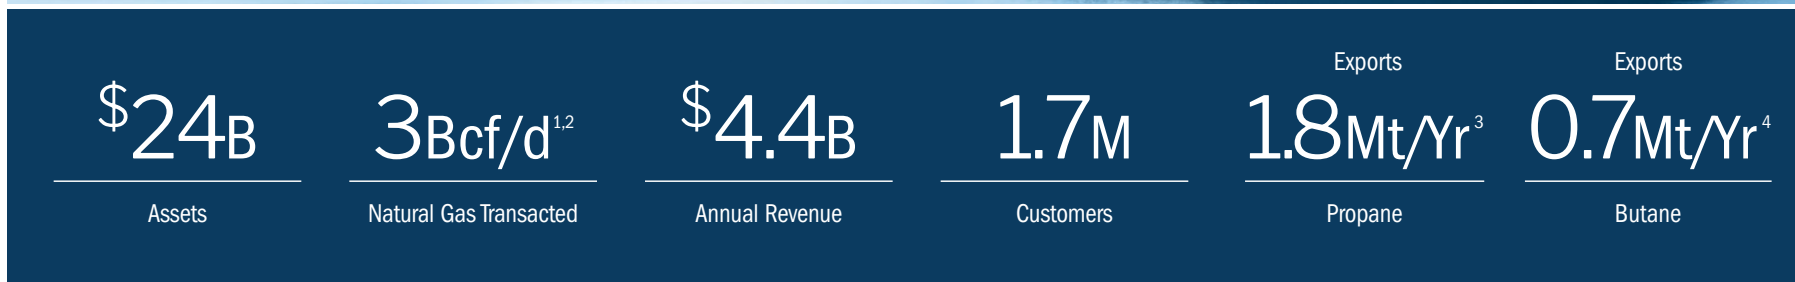 $24B
Assets
3Bcf/d1,2
Natural Gas Transacted
$4.4B
Annual Revenue
1.7M
Customers
Exports
1.8Mt/Yr3
Propane
Exports
0.7Mt/Yr4
Butane